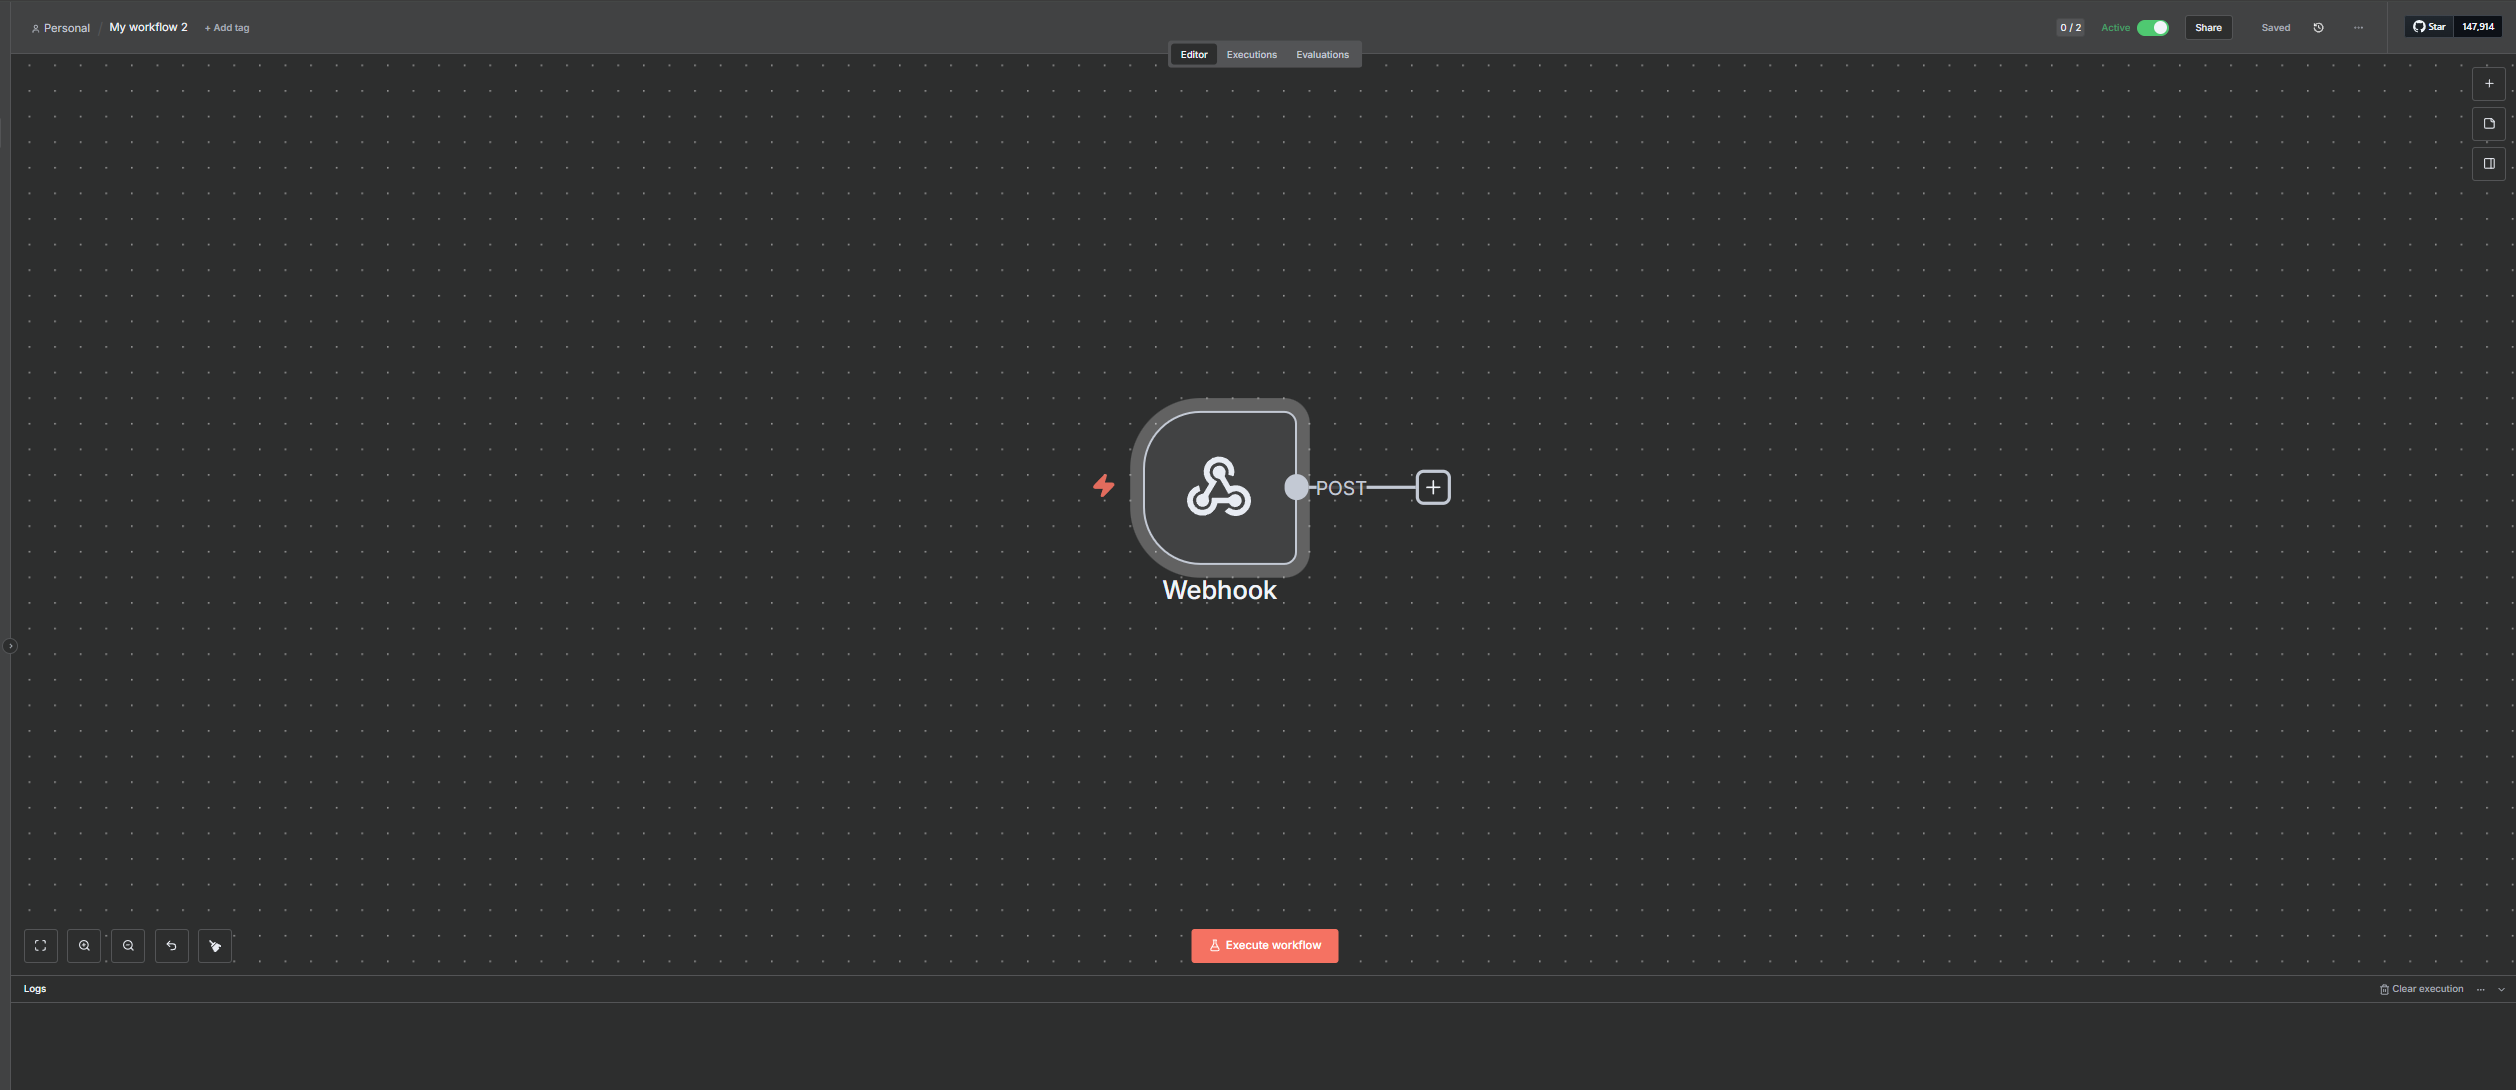 Personal / My workflow 2 + Add tag
0 / 2 Active Share Saved ... Star 147,914
Editor Executions Evaluations
POST
Webhook
Execute workflow
Logs
Clear execution ...